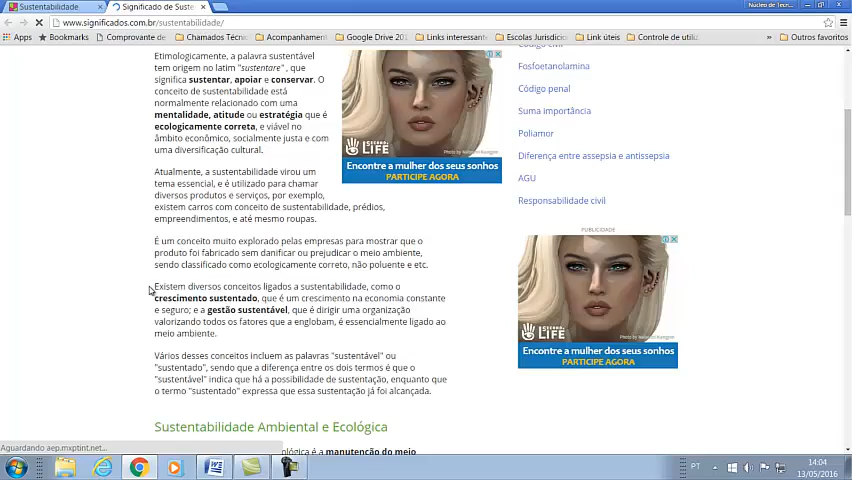 Sustentabilidade
Significado de Suste
Núcleo de Tecn
www.significados.com.br/sustentabilidade/
Apps
Bookmarks
Comprovante de
Chamados Técnic
Acompanhamento
Google Drive 201
Links interessante
Escolas Jurisdicion
Link úteis
Controle de utiliz
»
Outros favoritos
Etimologicamente, a palavra sustentável
tem origem no latim "sustentare" , que
significa sustentar, apoiar e conservar. O
conceito de sustentabilidade está
normalmente relacionado com uma
mentalidade, atitude ou estratégia que é
ecologicamente correta, e viável no
âmbito econômico, socialmente justa e com
uma diversificação cultural.
Atualmente, a sustentabilidade virou um
tema essencial, e é utilizado para chamar
diversos produtos e serviços, por exemplo,
existem carros com conceito de sustentabilidade, prédios,
empreendimentos, e até mesmo roupas.
É um conceito muito explorado pelas empresas para mostrar que o
produto foi fabricado sem danificar ou prejudicar o meio ambiente,
sendo classificado como ecologicamente correto, não poluente e etc.
Existem diversos conceitos ligados a sustentabilidade, como o
crescimento sustentado, que é um crescimento na economia constante
e seguro; e a gestão sustentável, que é dirigir uma organização
valorizando todos os fatores que a englobam, é essencialmente ligado ao
meio ambiente.
Vários desses conceitos incluem as palavras "sustentável" ou
"sustentado", sendo que a diferença entre os dois termos é que o
"sustentável" indica que há a possibilidade de sustentação, enquanto que
o termo "sustentado" expressa que essa sustentação já foi alcançada.
Sustentabilidade Ambiental e Ecológica
ológica é a manutenção do meio
SECOND
LIFE
Encontre a mulher dos seus sonhos
PARTICIPE AGORA
Código civil
Fosfoetanolamina
Código penal
Suma importância
Poliamor
Diferença entre assepsia e antissepsia
AGU
Responsabilidade civil
PUBLICIDADE
SECOND
LIFE
Encontre a mulher dos seus sonhos
PARTICIPE AGORA
Aguardando aep.mxptint.net...
PT
14:04
13/05/2016